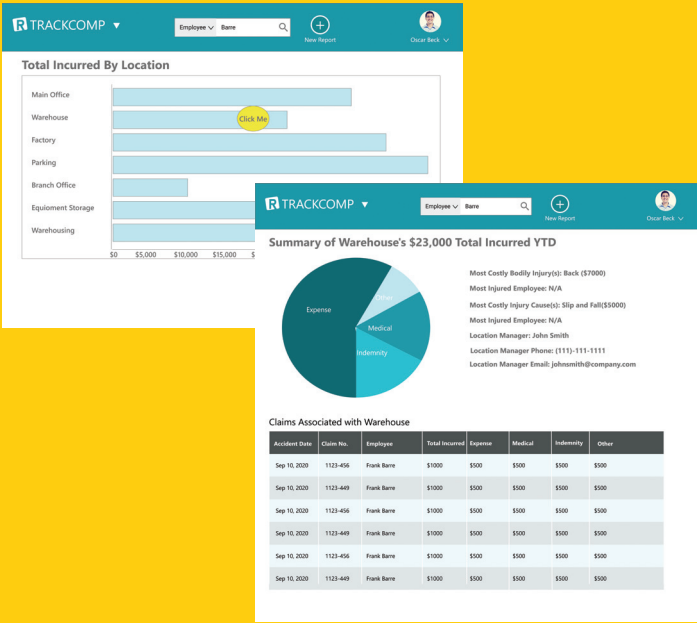 R TRACKCOMP
Employee Barre
New Report
Oscar Beck
Total Incurred By Location
Main Office
Warehouse
Click Me
Factory
Parking
Branch Office
Equioment Storage
Warehousing
$0 $5,000 $10,000 $15,000 $
R TRACKCOMP
Employee Barre
New Report
Oscar Beck
Summary of Warehouse's $23,000 Total Incurred YTD
Other
Expense
Medical
Indemnity
Most Costly Bodily Injury(s): Back ($7000)
Most Injured Employee: N/A
Most Costly Injury Cause(s): Slip and Fall($5000)
Most Injured Employee: N/A
Location Manager: John Smith
Location Manager Phone: (111)-111-1111
Location Manager Email: johnsmith@company.com
Claims Associated with Warehouse
Accident Date Claim No. Employee Total Incurred Expense Medical Indemnity Other
Sep 10, 2020 1123-456 Frank Barre $1000 $500 $500 $500 $500
Sep 10, 2020 1123-449 Frank Barre $1000 $500 $500 $500 $500
Sep 10, 2020 1123-456 Frank Barre $1000 $500 $500 $500 $500
Sep 10, 2020 1123-449 Frank Barre $1000 $500 $500 $500 $500
Sep 10, 2020 1123-456 Frank Barre $1000 $500 $500 $500 $500
Sep 10, 2020 1123-449 Frank Barre $1000 $500 $500 $500 $500